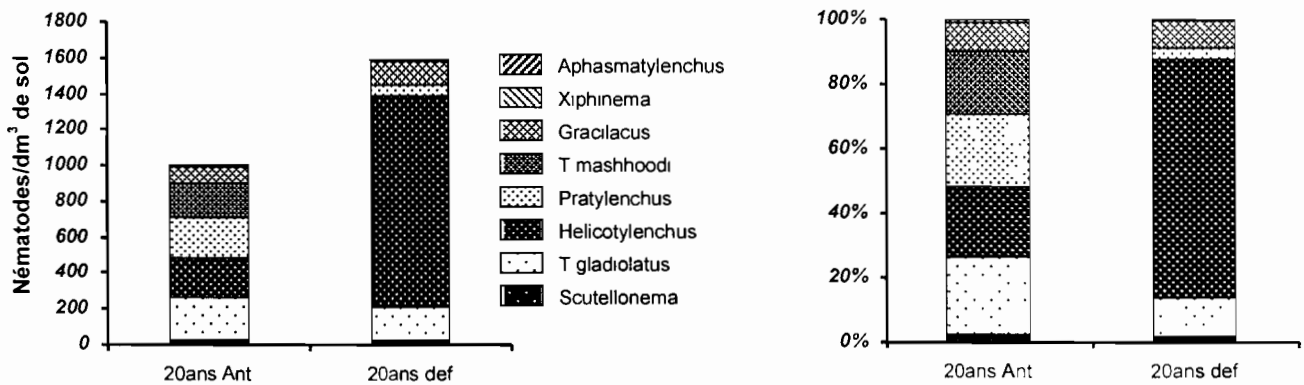 Nématodes/dm³ de sol
1800
1600
1400
1200
1000
800
600
400
200
0
20ans Ant
20ans def
Aphasmatylenchus
Xiphinema
Gracilacus
T mashhoodi
Pratylenchus
Helicotylenchus
T gladiolatus
Scutellonema
100%
80%
60%
40%
20%
0%
20ans Ant
20ans def